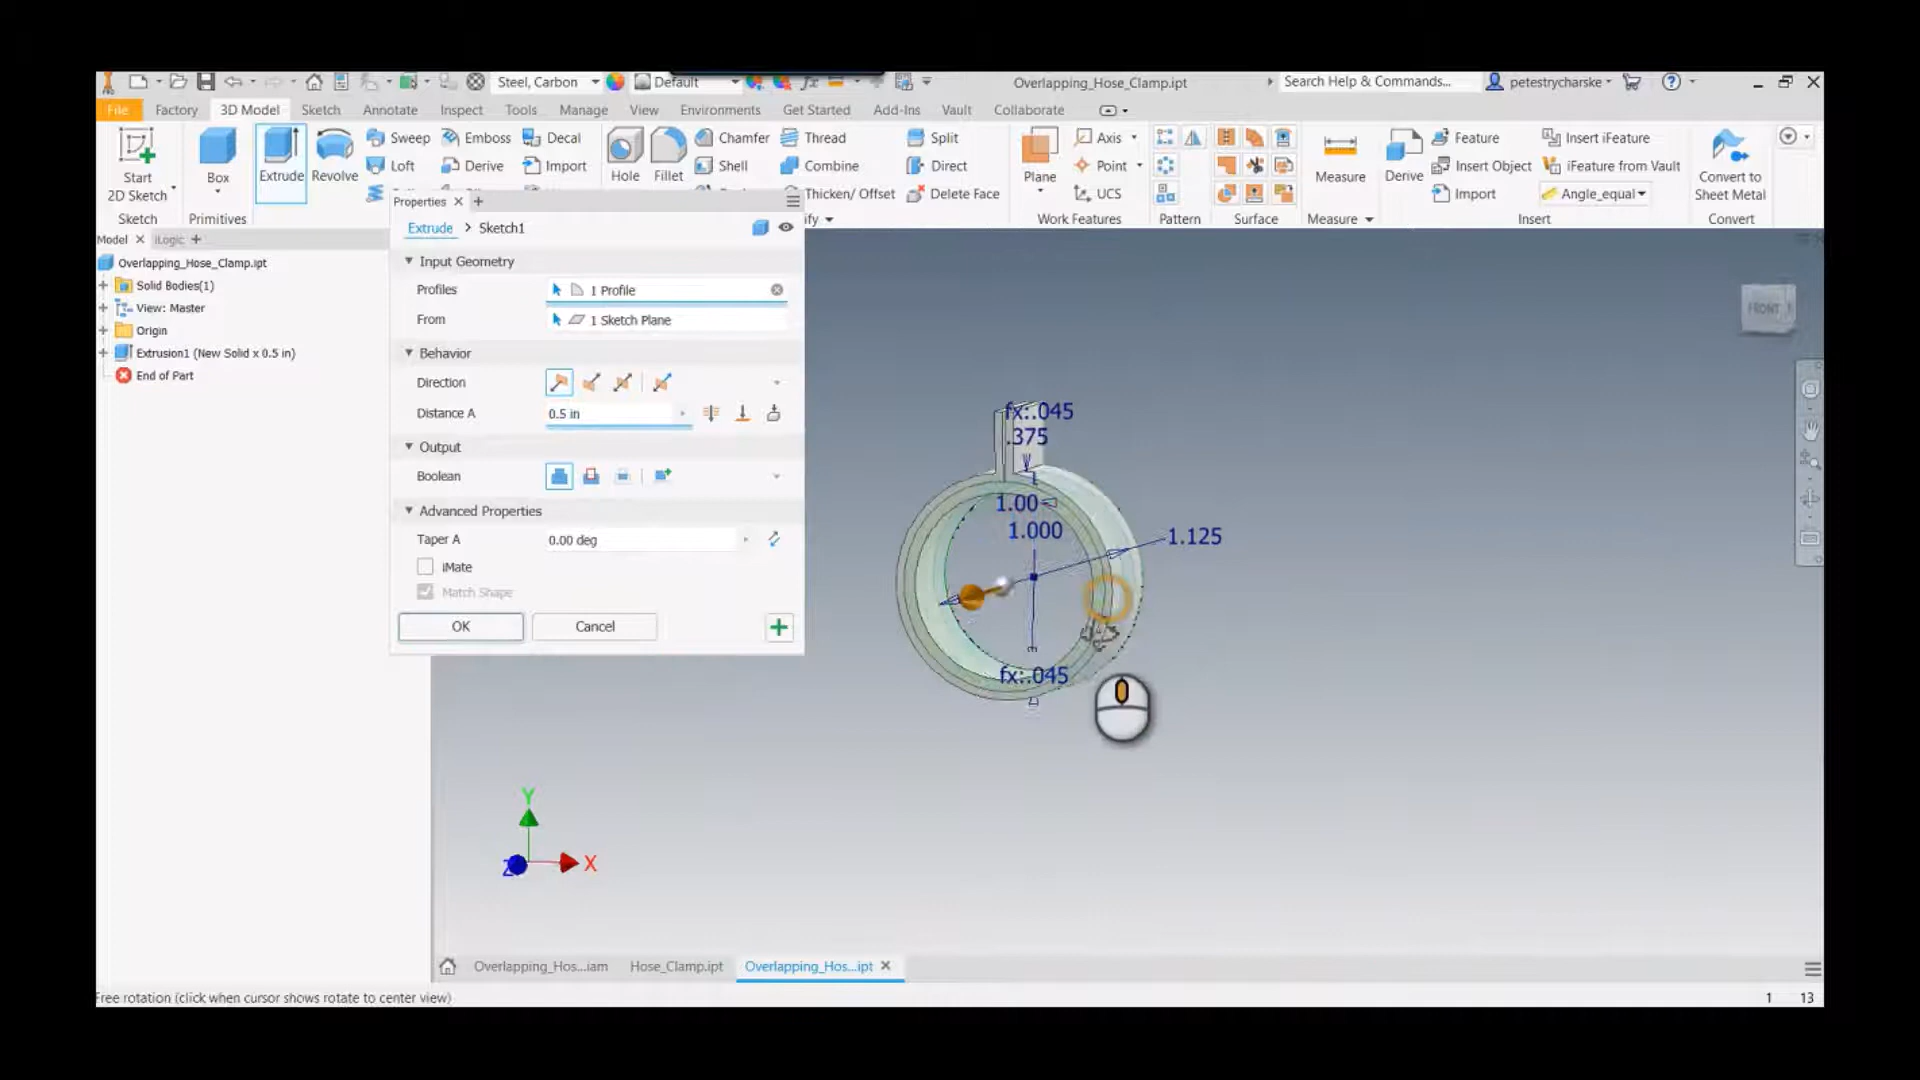 Steel, Carbon
Default
fx
Overlapping_Hose_Clamp.ipt
Search Help & Commands...
petestrycharske
File
Factory
3D Model
Sketch
Annotate
Inspect
Tools
Manage
View
Environments
Get Started
Add-Ins
Vault
Collaborate
Start
2D Sketch
Box
Extrude
Revolve
Sweep
Emboss
Decal
Loft
Derive
Import
Hole
Fillet
Chamfer
Thread
Shell
Combine
Thicken/ Offset
Split
Direct
Delete Face
Plane
Axis
Point
UCS
Measure
Derive
Feature
Insert Object
Import
Insert iFeature
iFeature from Vault
Angle_equal
Convert to
Sheet Metal
Sketch
Primitives
Work Features
Pattern
Surface
Measure
Insert
Convert
Model
iLogic
Overlapping_Hose_Clamp.ipt
Solid Bodies(1)
View: Master
Origin
Extrusion1 (New Solid x 0.5 in)
End of Part
Properties
Extrude > Sketch1
Input Geometry
Profiles
1 Profile
From
1 Sketch Plane
Behavior
Direction
Distance A
0.5 in
Output
Boolean
Advanced Properties
Taper A
0.00 deg
iMate
Match Shape
OK
Cancel
FRONT
fx:.045
.375
1.00
1.000
1.125
fx:.045
Y
Z
X
Overlapping_Hos...iam
Hose_Clamp.ipt
Overlapping_Hos...ipt
Free rotation (click when cursor shows rotate to center view)
1
13